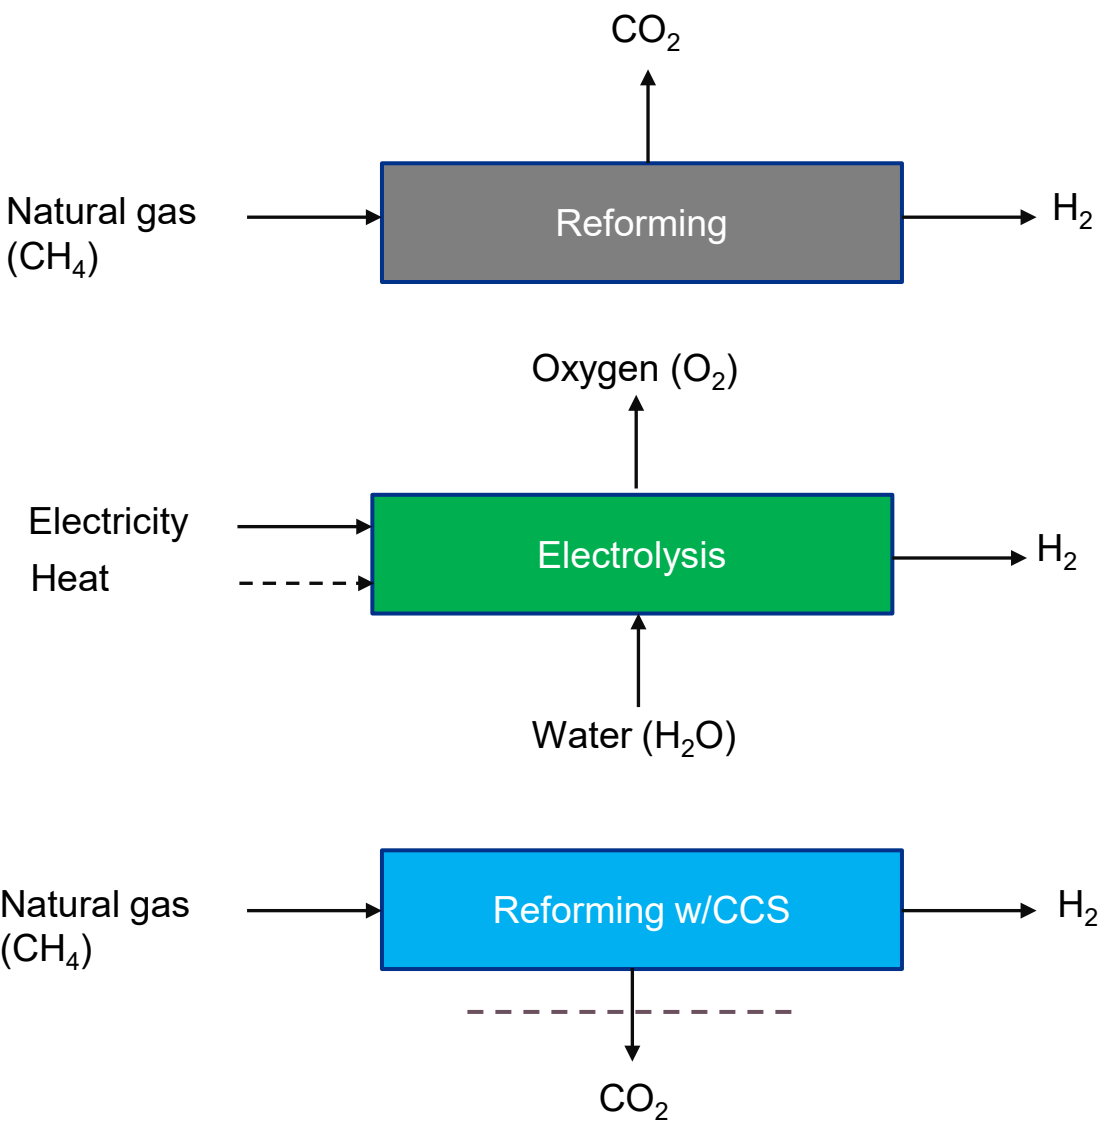 CO₂
Natural gas
(CH₄)
Reforming
H₂
Oxygen (O₂)
Electricity
Heat
Electrolysis
H₂
Water (H₂O)
Natural gas
(CH₄)
Reforming w/CCS
H₂
CO₂